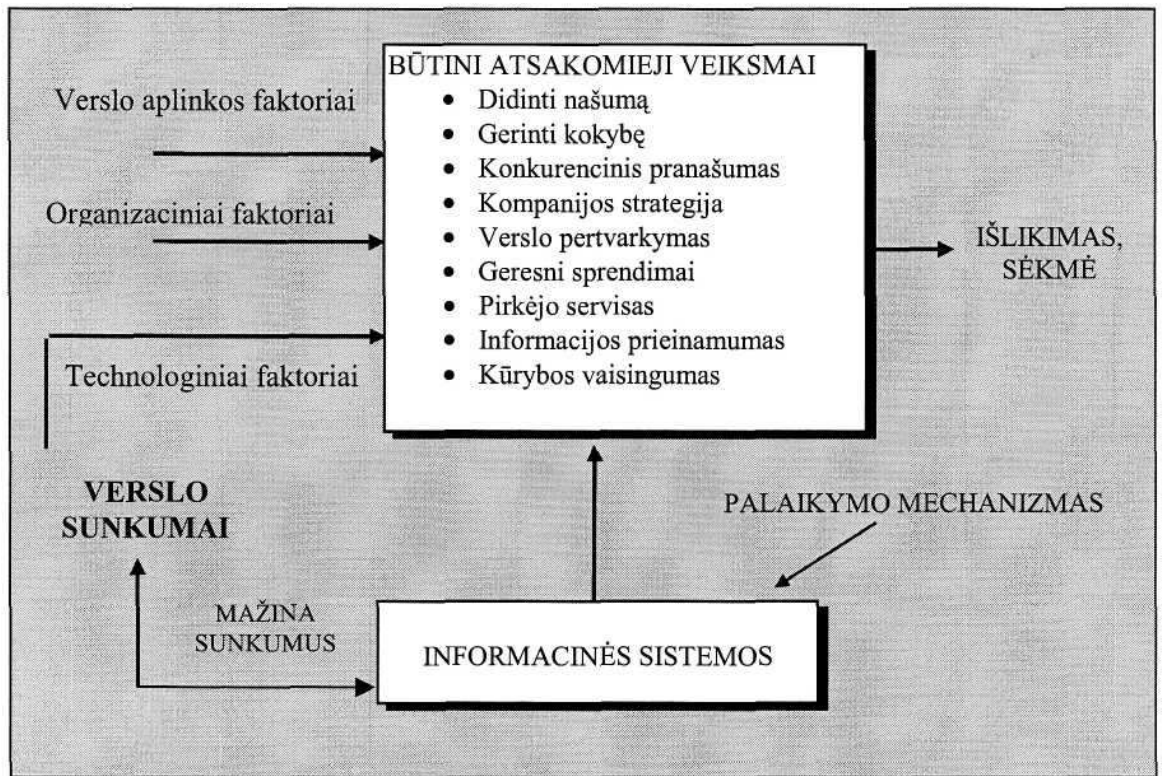 BŪTINI ATSAKOMIEJI VEIKSMAI
• Didinti našumą
• Gerinti kokybę
• Konkurencinis pranašumas
• Kompanijos strategija
• Verslo pertvarkymas
• Geresni sprendimai
• Pirkėjo servisas
• Informacijos prieinamumas
• Kūrybos vaisingumas
Verslo aplinkos faktoriai
Organizaciniai faktoriai
Technologiniai faktoriai
IŠLIKIMAS,
SĖKMĖ
VERSLO
SUNKUMAI
PALAIKYMO MECHANIZMAS
MAŽINA
SUNKUMUS
INFORMACINĖS SISTEMOS